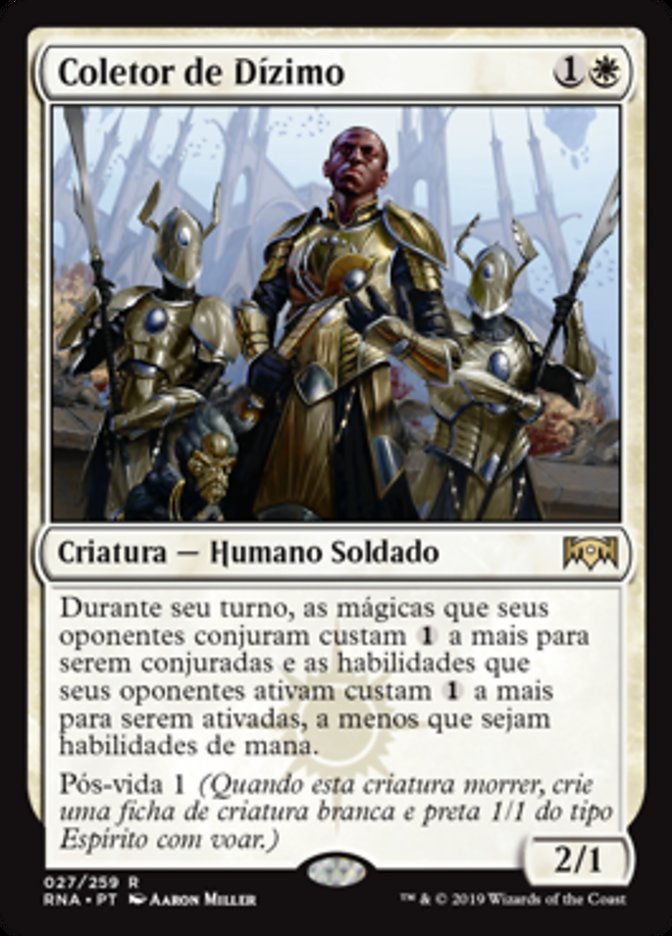 Coletor de Dízimo 1
Criatura — Humano Soldado
Durante seu turno, as mágicas que seus
oponentes conjuram custam 1 a mais para
serem conjuradas e as habilidades que
seus oponentes ativam custam 1 a mais
para serem ativadas, a menos que sejam
habilidades de mana.
Pós-vida 1 (Quando esta criatura morrer, crie
uma ficha de criatura branca e preta 1/1 do tipo
Espírito com voar.)
2/1
027/259 R
RNA • PT Aaron Miller
™ & © 2019 Wizards of the Coast